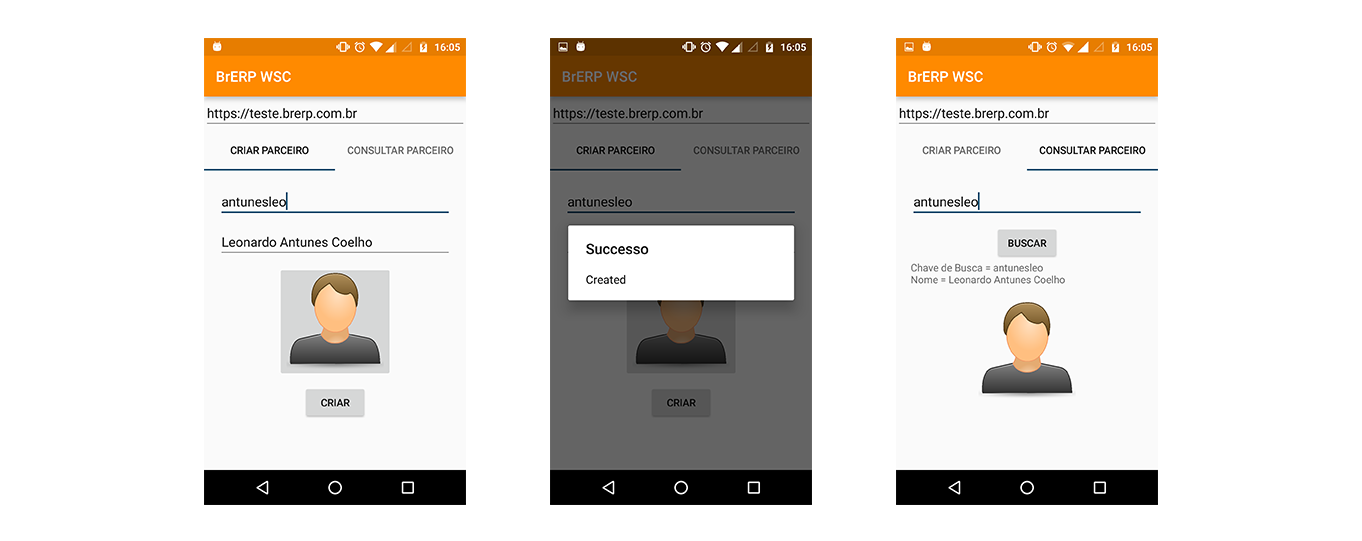 16:05
BrERP WSC
https://teste.brerp.com.br
CRIAR PARCEIRO CONSULTAR PARCEIRO
antunesleo
Leonardo Antunes Coelho
CRIAR
16:05
BrERP WSC
https://teste.brerp.com.br
CRIAR PARCEIRO CONSULTAR PARCEIRO
antunesleo
Successo
Created
CRIAR
16:05
BrERP WSC
https://teste.brerp.com.br
CRIAR PARCEIRO CONSULTAR PARCEIRO
antunesleo
BUSCAR
Chave de Busca = antunesleo
Nome = Leonardo Antunes Coelho